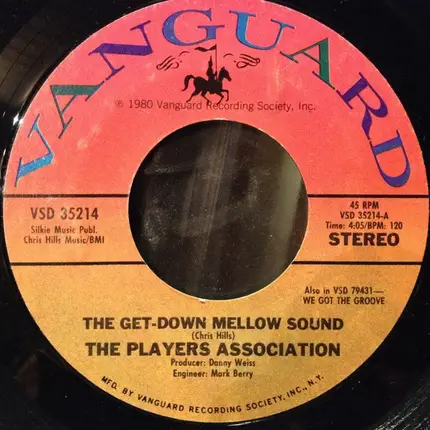 VANGUARD
℗ 1980 Vanguard Recording Society, Inc.
VSD 35214
Silkie Music Publ.
Chris Hills Music/BMI
45 RPM
VSD 35214-A
Time: 4:05/BPM: 120
STEREO
Also in VSD 79431—
WE GOT THE GROOVE
THE GET-DOWN MELLOW SOUND
(Chris Hills)
THE PLAYERS ASSOCIATION
Producer: Danny Weiss
Engineer: Mark Berry
MFG. BY VANGUARD RECORDING SOCIETY, INC., N.Y.